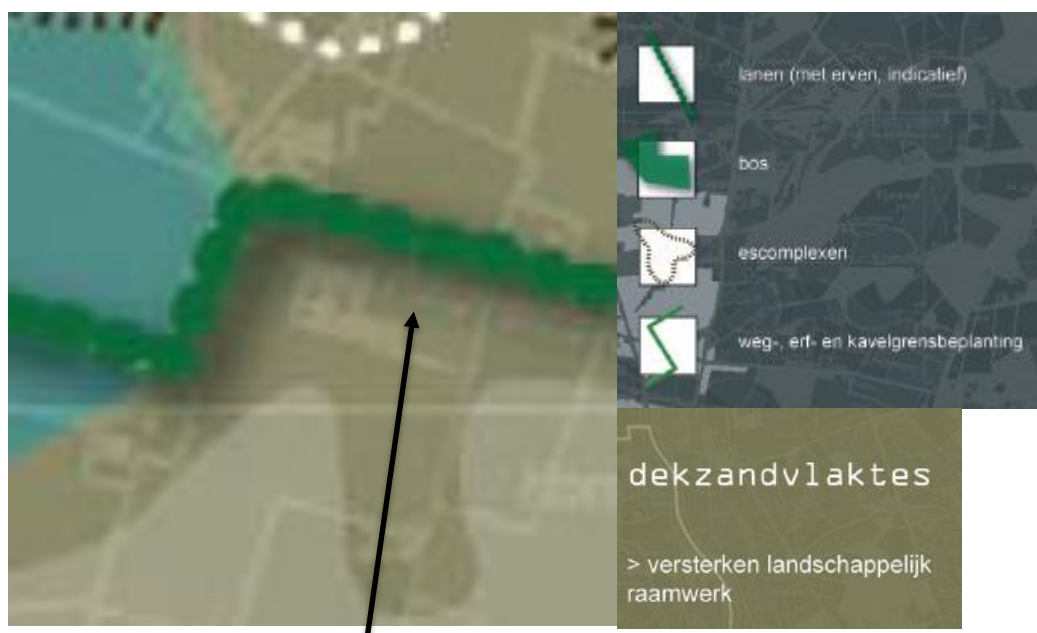 lanen (met erven, indicatief)
bos
escomplexen
weg-, erf- en kavelgrensbeplanting
dekzandvlaktes
> versterken landschappelijk
raamwerk